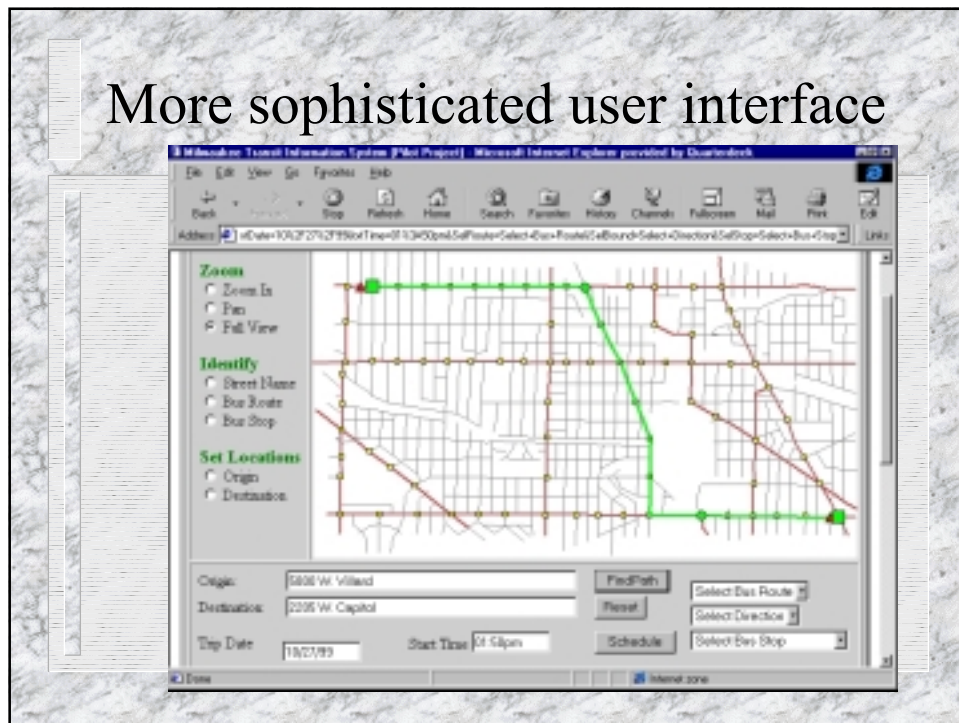 More sophisticated user interface
Milwaukee Transit Information System (Pilot Project) - Microsoft Internet Explorer provided by Quarterdeck
File Edit View Go Favorites Help
Back Forward Stop Refresh Home Search Favorites History Channels Fullscreen Mail Print Edit
Address Links
Zoom
Zoom In
Pan
Full View
Identify
Street Name
Bus Route
Bus Stop
Set Locations
Origin
Destination
Origin: 5800 W. Villard FindPath Select Bus Route
Destination: 2205 W. Capitol Reset Select Direction
Trip Date 10/27/99 Start Time 01:50pm Schedule Select Bus Stop
Done Internet zone